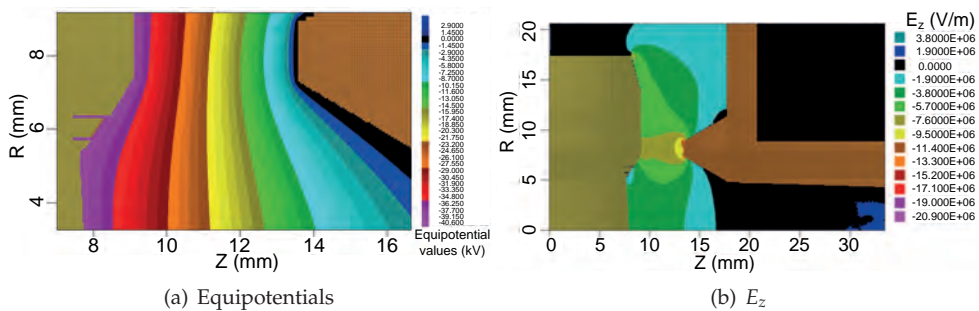 R (mm)
8
6
4
8
10
12
14
16
Z (mm)
2.9000
1.4500
0.0000
-1.4500
-2.9000
-4.3500
-5.8000
-7.2500
-8.700
-10.150
-11.600
-13.050
-14.500
-15.950
-17.400
-18.850
-20.300
-21.750
-23.200
-24.650
-26.100
-27.550
-29.000
-30.450
-31.900
-33.350
-34.800
-36.250
-37.700
-39.150
-40.600
Equipotential
values (kV)
(a) Equipotentials
R (mm)
20
15
10
5
0
0
5
10
15
20
25
30
Z (mm)
E_z (V/m)
3.8000E+06
1.9000E+06
0.0000
-1.9000E+06
-3.8000E+06
-5.7000E+06
-7.6000E+06
-9.5000E+06
-11.400E+06
-13.300E+06
-15.200E+06
-17.100E+06
-19.000E+06
-20.900E+06
(b) E_z